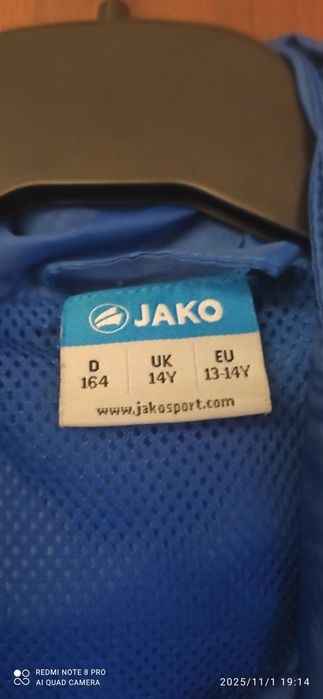 JAKO
D UK EU
164 14Y 13-14Y
www.jakosport.com
REDMI NOTE 8 PRO
AI QUAD CAMERA
2025/11/1 19:14